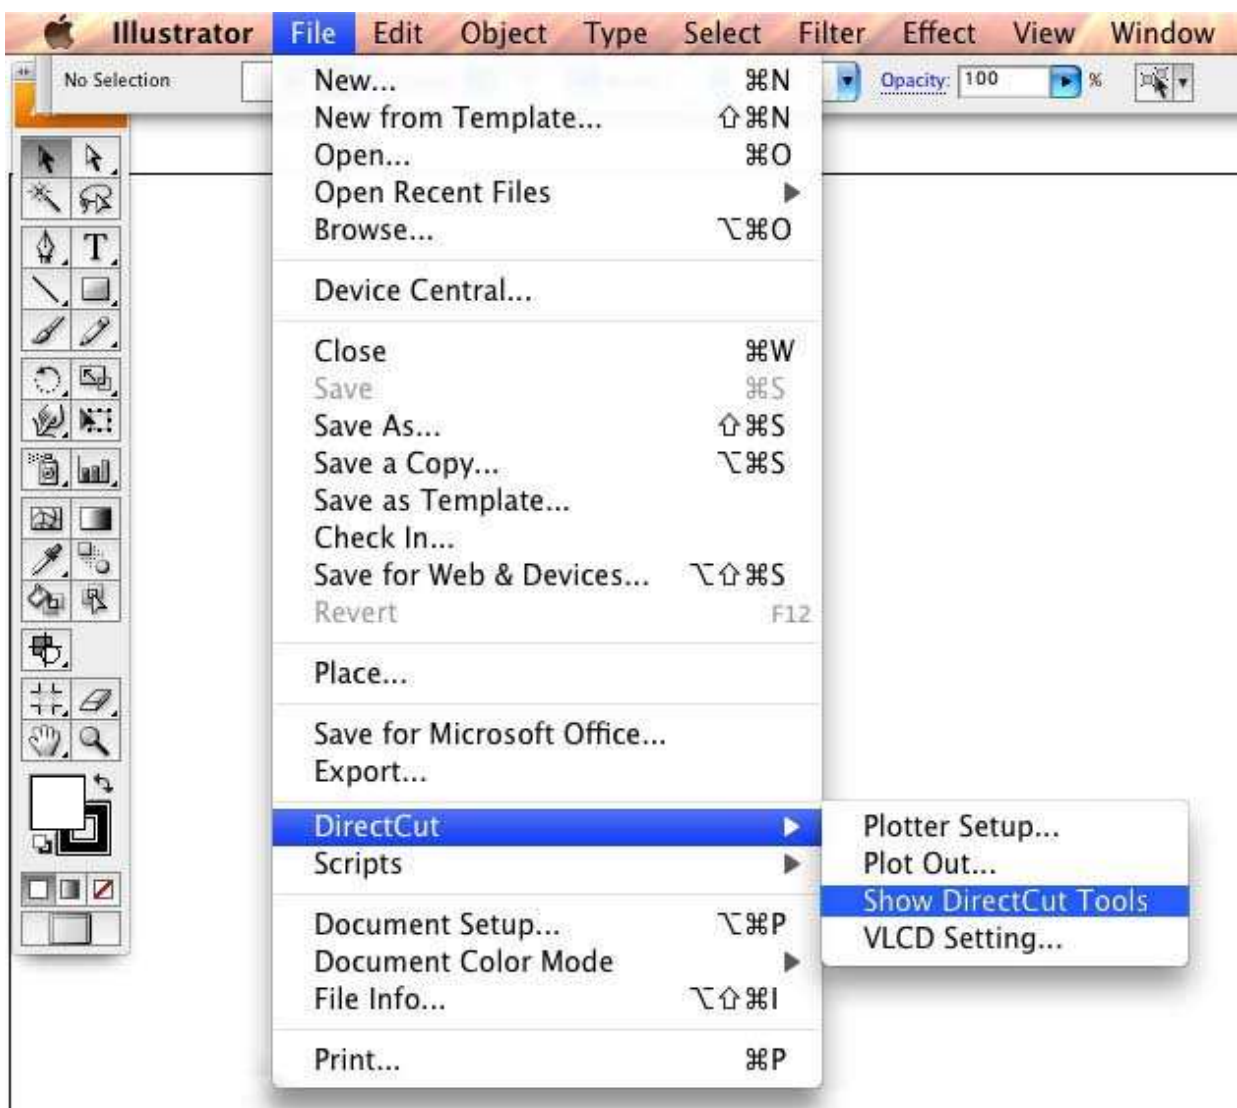 Illustrator File Edit Object Type Select Filter Effect View Window
No Selection
Opacity: 100 %
New... ⌘N
New from Template... ⇧⌘N
Open... ⌘O
Open Recent Files ▶
Browse... ⌥⌘O
Device Central...
Close ⌘W
Save ⌘S
Save As... ⇧⌘S
Save a Copy... ⌥⌘S
Save as Template...
Check In...
Save for Web & Devices... ⌥⇧⌘S
Revert F12
Place...
Save for Microsoft Office...
Export...
DirectCut ▶
Scripts ▶
Plotter Setup...
Plot Out...
Show DirectCut Tools
VLCD Setting...
Document Setup... ⌥⌘P
Document Color Mode ▶
File Info... ⌥⇧⌘I
Print... ⌘P
T